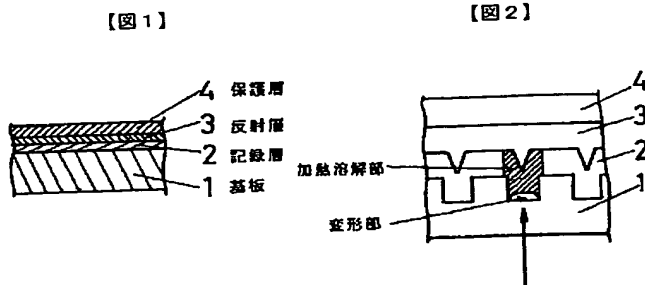 【図1】
4 保護層
3 反射層
2 記録層
1 基板
【図2】
4
3
2
1
加熱溶解部
変形部